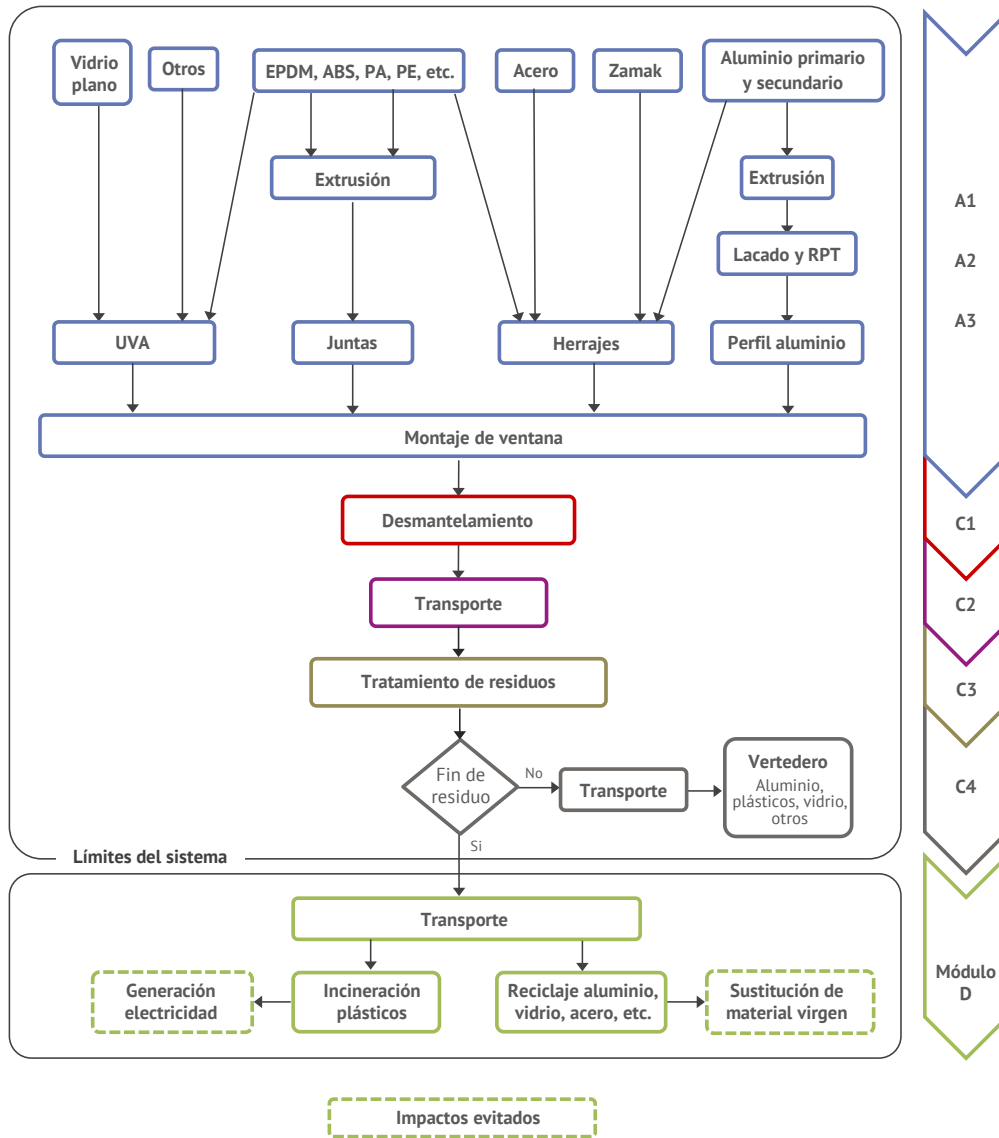 Vidrio
plano
Otros
EPDM, ABS, PA, PE, etc.
Acero
Zamak
Aluminio primario
y secundario
Extrusión
Extrusión
Lacado y RPT
UVA
Juntas
Herrajes
Perfil aluminio
Montaje de ventana
Desmantelamiento
Transporte
Tratamiento de residuos
Fin de
residuo
No
Transporte
Vertedero
Aluminio,
plásticos, vidrio,
otros
Si
Límites del sistema
Transporte
Generación
electricidad
Incineración
plásticos
Reciclaje aluminio,
vidrio, acero, etc.
Sustitución de
material virgen
Impactos evitados
A1
A2
A3
C1
C2
C3
C4
Módulo
D